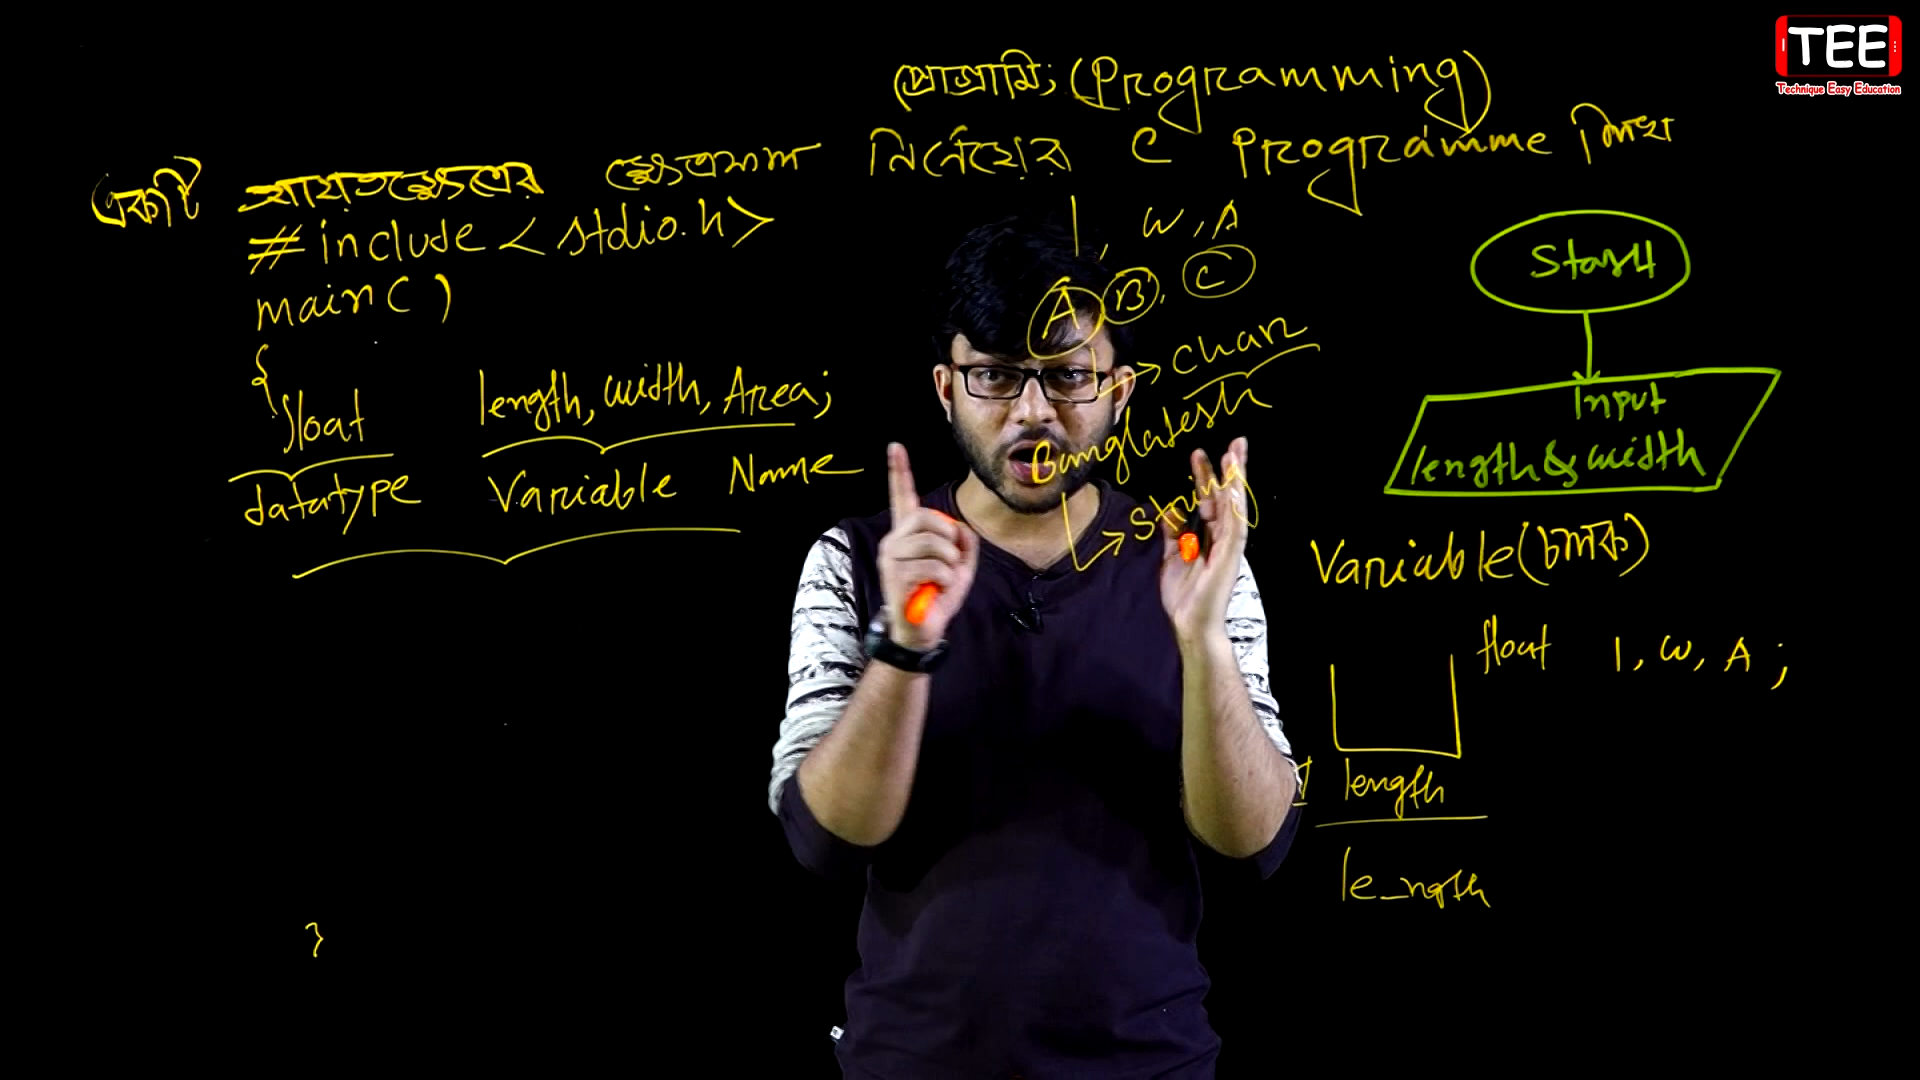 TEE
Technique Easy Education
প্রোগ্রামিং (Programming)
একটি আয়তক্ষেত্রের ক্ষেত্রফল নির্ণয়ের C Programme লিখ
#include <stdio.h>
main()
{
float length, width, Area;
datatype Variable Name
}
l, w, A
A B, C
→ char
Bangladesh
→ string
Start
Input
length & width
Variable (চলক)
float l, w, A ;
length
le_ngth